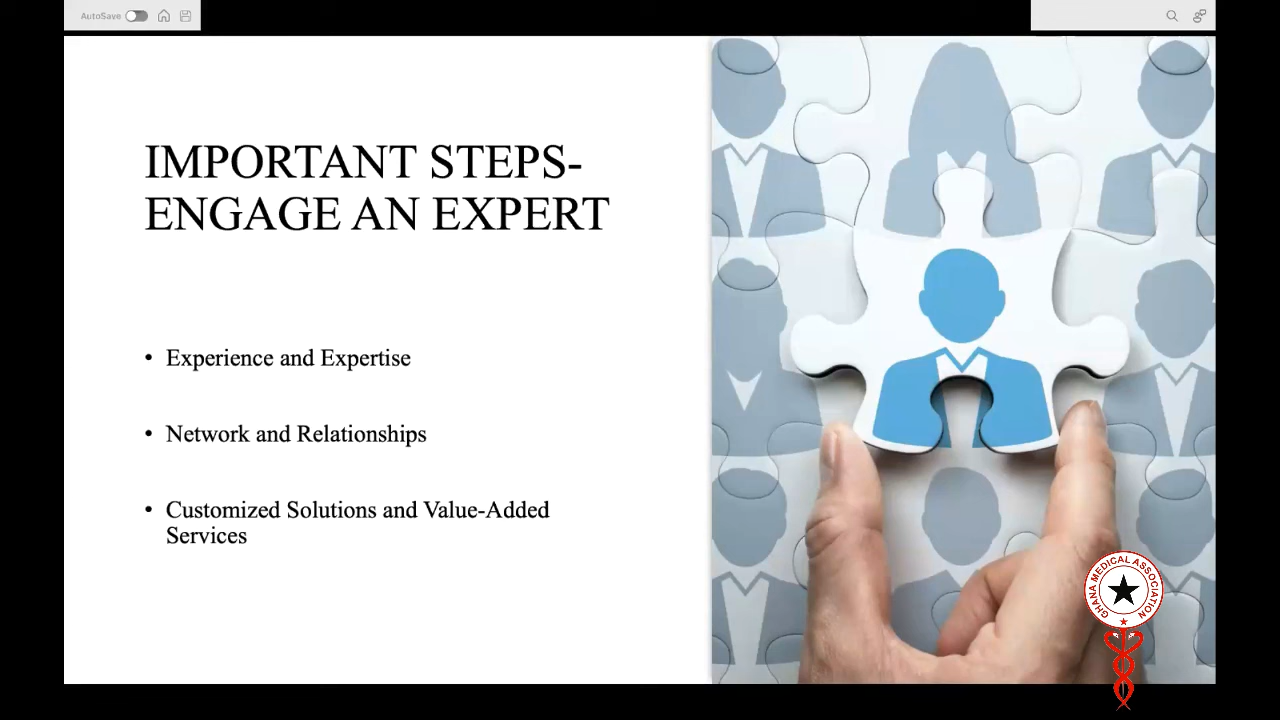 AutoSave
IMPORTANT STEPS-
ENGAGE AN EXPERT
• Experience and Expertise
• Network and Relationships
• Customized Solutions and Value-Added
Services
GHANA MEDICAL ASSOCIATION